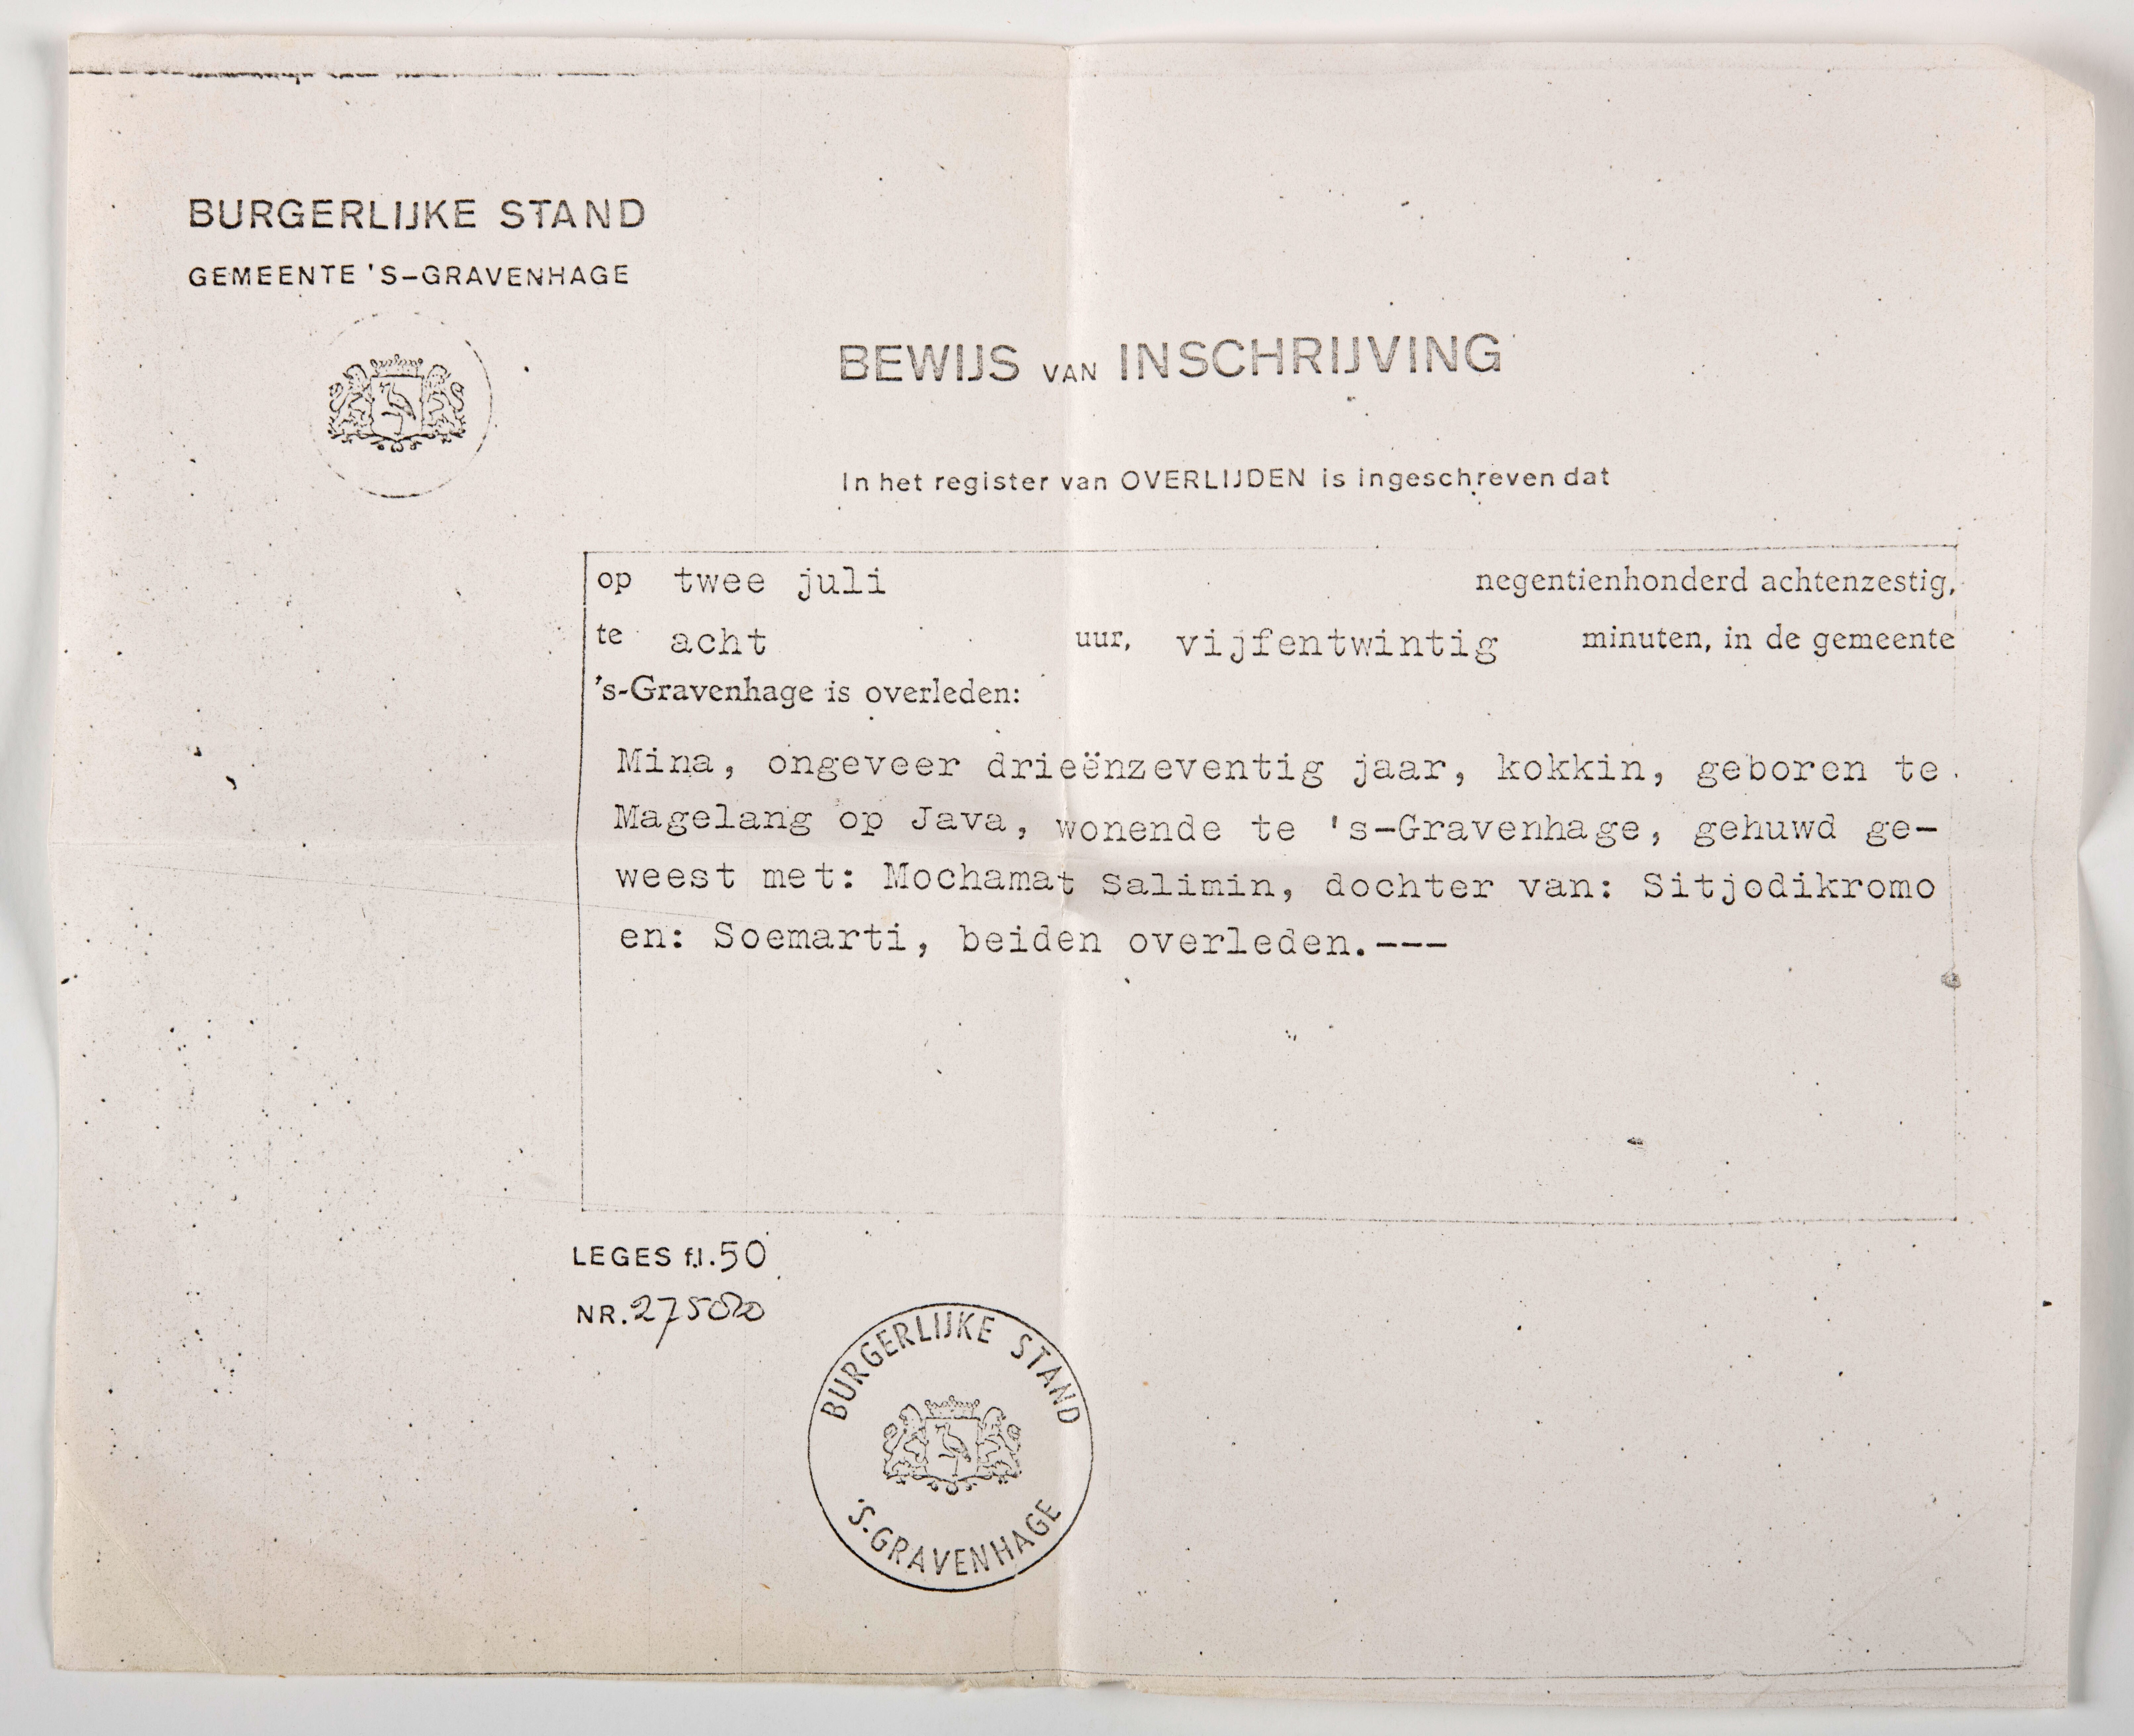 BURGERLIJKE STAND
GEMEENTE 'S-GRAVENHAGE
BEWIJS VAN INSCHRIJVING
In het register van OVERLIJDEN is ingeschreven dat
op twee juli negentienhonderd achtenzestig,
te acht uur, vijfentwintig minuten, in de gemeente
's-Gravenhage is overleden:
Mina, ongeveer drieënzeventig jaar, kokkin, geboren te
Magelang op Java, wonende te 's-Gravenhage, gehuwd ge-
weest met: Mochamat Salimin, dochter van: Sitjodikromo
en: Soemarti, beiden overleden.---
LEGES f.1.50
NR.
BURGERLIJKE STAND
'S-GRAVENHAGE